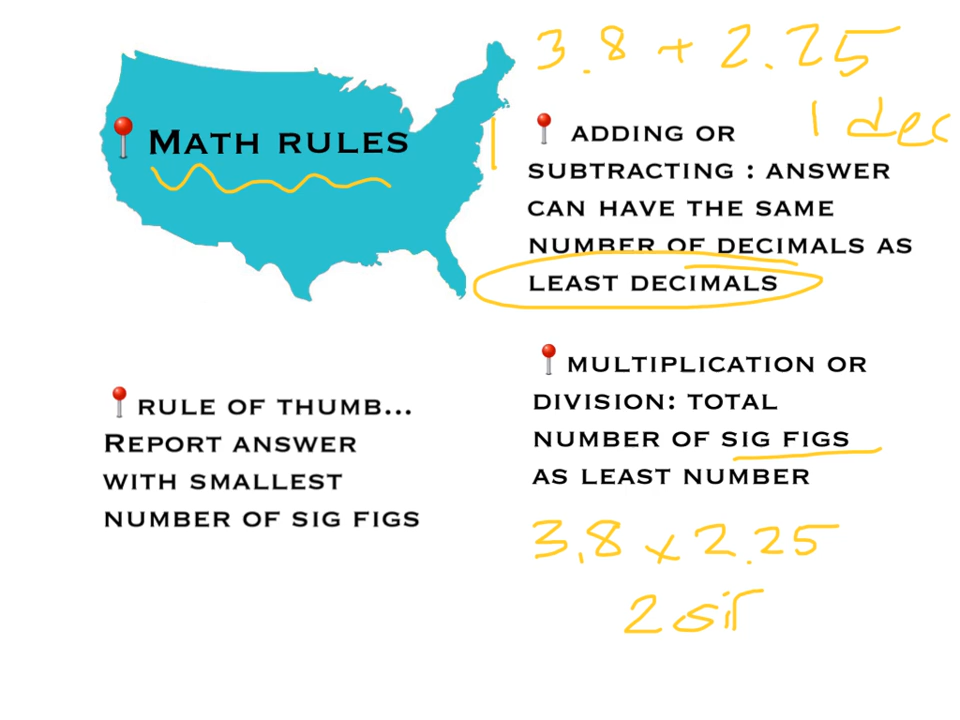 3.8 + 2.25
MATH RULES
ADDING OR
1 dec
SUBTRACTING : ANSWER
CAN HAVE THE SAME
NUMBER OF DECIMALS AS
LEAST DECIMALS
MULTIPLICATION OR
DIVISION: TOTAL
NUMBER OF SIG FIGS
AS LEAST NUMBER
RULE OF THUMB...
REPORT ANSWER
WITH SMALLEST
NUMBER OF SIG FIGS
3.8 x 2.25
2